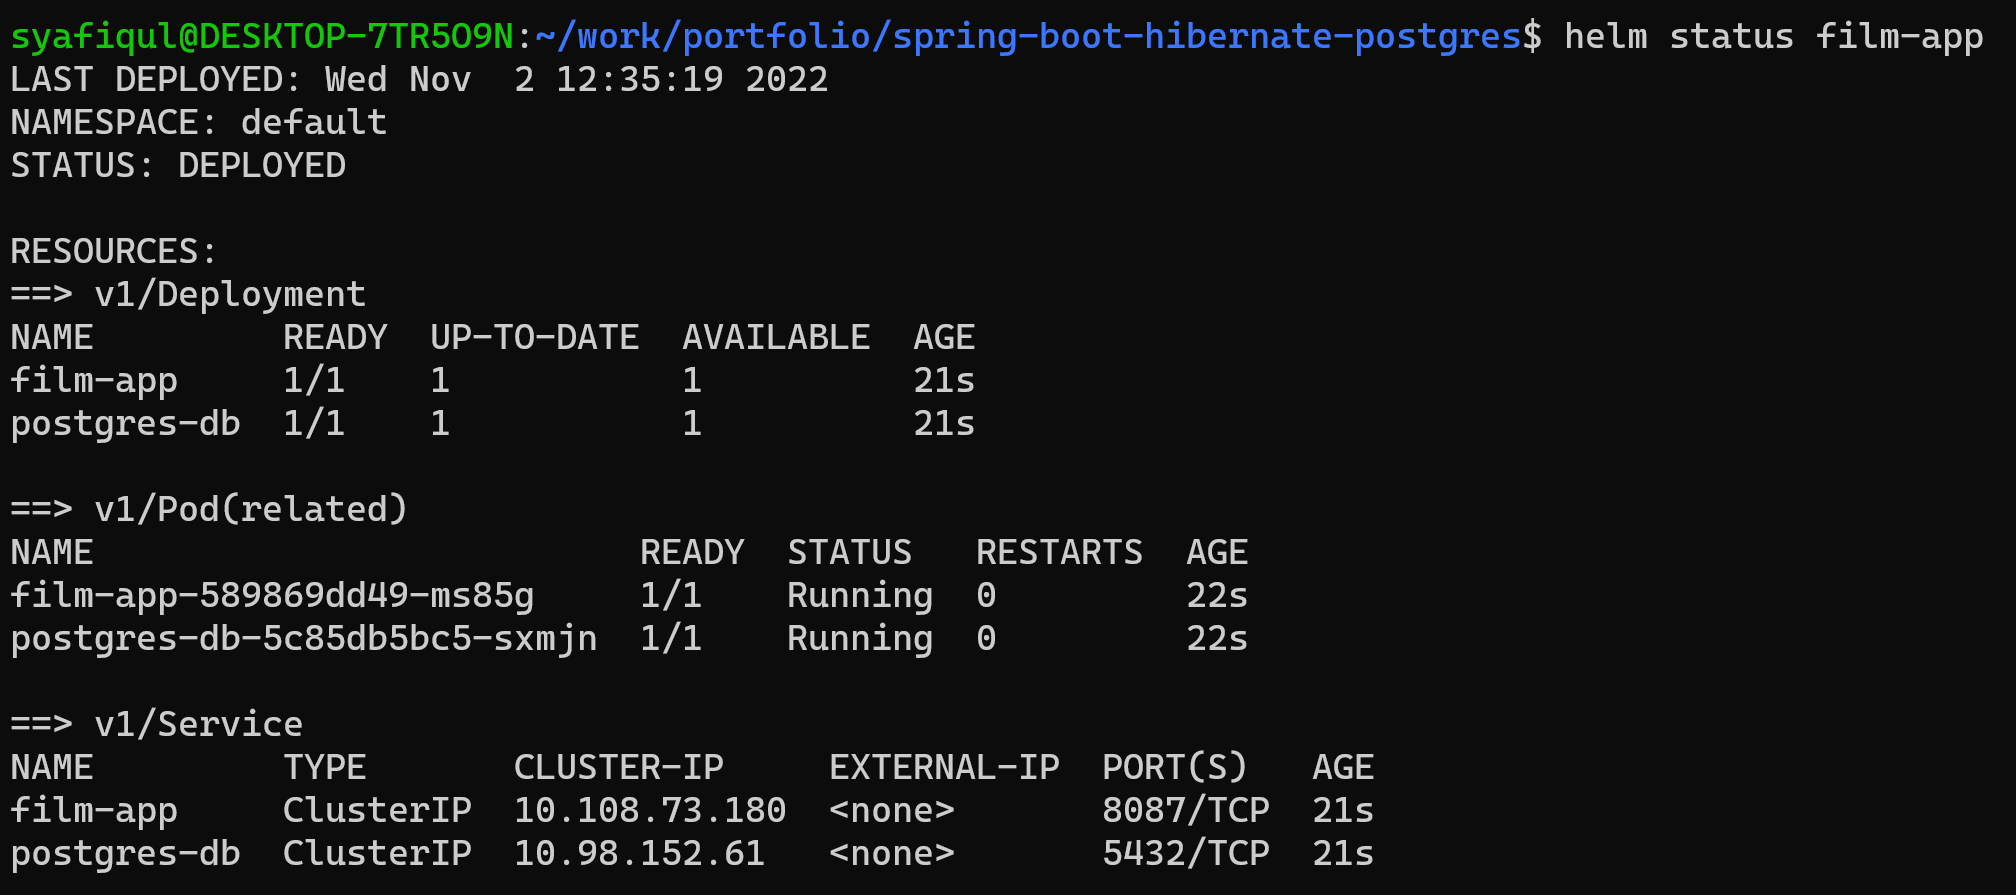 syafiqul@DESKTOP-7TR5O9N:~/work/portfolio/spring-boot-hibernate-postgres$ helm status film-app
LAST DEPLOYED: Wed Nov  2 12:35:19 2022
NAMESPACE: default
STATUS: DEPLOYED

RESOURCES:
==> v1/Deployment
NAME         READY  UP-TO-DATE  AVAILABLE  AGE
film-app     1/1    1           1          21s
postgres-db  1/1    1           1          21s

==> v1/Pod(related)
NAME                          READY  STATUS   RESTARTS  AGE
film-app-589869dd49-ms85g     1/1    Running  0         22s
postgres-db-5c85db5bc5-sxmjn  1/1    Running  0         22s

==> v1/Service
NAME         TYPE       CLUSTER-IP     EXTERNAL-IP  PORT(S)   AGE
film-app     ClusterIP  10.108.73.180  <none>       8087/TCP  21s
postgres-db  ClusterIP  10.98.152.61   <none>       5432/TCP  21s